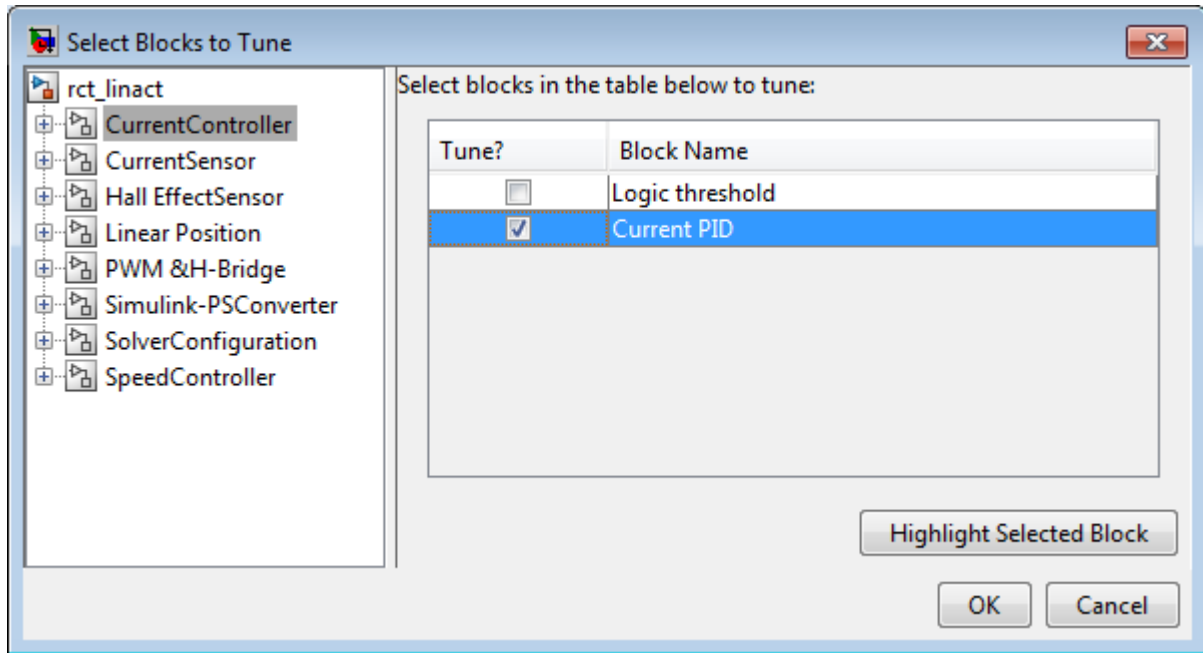 Select Blocks to Tune
rct_linact
CurrentController
CurrentSensor
Hall EffectSensor
Linear Position
PWM &H-Bridge
Simulink-PSConverter
SolverConfiguration
SpeedController
Select blocks in the table below to tune:
Tune? Block Name
Logic threshold
Current PID
Highlight Selected Block
OK Cancel